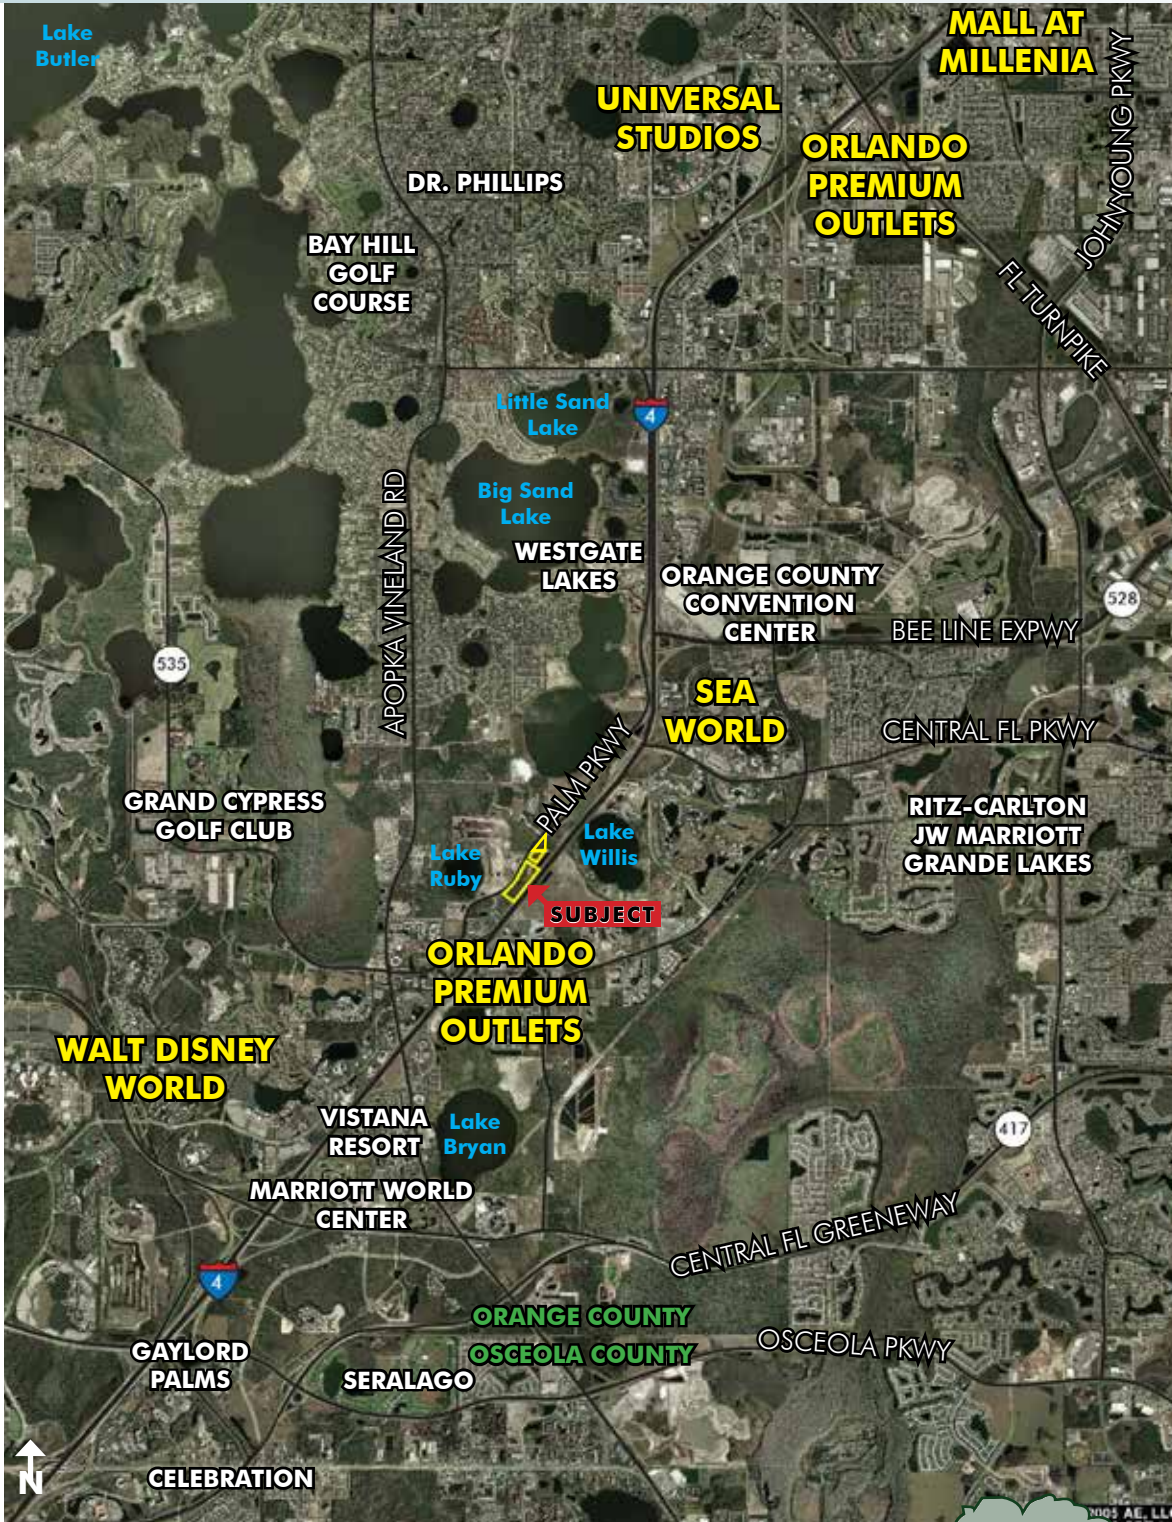 Lake
Butler
MALL AT
MILLENIA
JOHN YOUNG PKWY
UNIVERSAL
STUDIOS
ORLANDO
PREMIUM
OUTLETS
DR. PHILLIPS
BAY HILL
GOLF
COURSE
FL TURNPIKE
Little Sand
Lake
4
Big Sand
Lake
APOPKA VINELAND RD
WESTGATE
LAKES
ORANGE COUNTY
CONVENTION
CENTER
528
BEE LINE EXPWY
535
SEA
WORLD
CENTRAL FL PKWY
PALM PKWY
GRAND CYPRESS
GOLF CLUB
RITZ-CARLTON
JW MARRIOTT
GRANDE LAKES
Lake
Willis
Lake
Ruby
SUBJECT
ORLANDO
PREMIUM
OUTLETS
WALT DISNEY
WORLD
VISTANA
RESORT
Lake
Bryan
417
MARRIOTT WORLD
CENTER
CENTRAL FL GREENEWAY
4
ORANGE COUNTY
OSCEOLA COUNTY
OSCEOLA PKWY
GAYLORD
PALMS
SERALAGO
N
CELEBRATION
2005 AE, LL